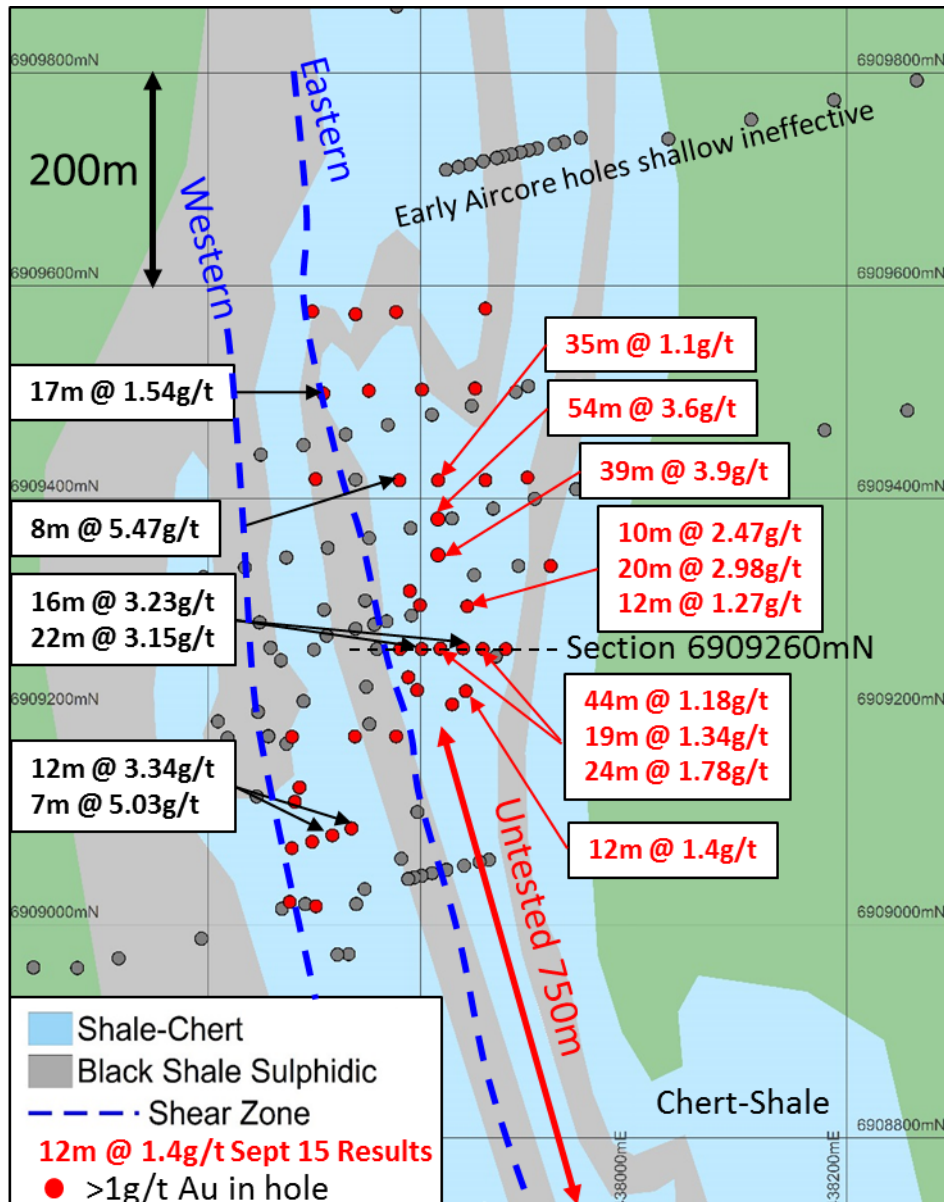 6909800mN
6909800mN
Eastern
200m
Early Aircore holes shallow ineffective
Western
6909600mN
6909600mN
35m @ 1.1g/t
17m @ 1.54g/t
54m @ 3.6g/t
39m @ 3.9g/t
6909400mN
6909400mN
8m @ 5.47g/t
10m @ 2.47g/t
20m @ 2.98g/t
12m @ 1.27g/t
16m @ 3.23g/t
22m @ 3.15g/t
Section 6909260mN
6909200mN
6909200mN
44m @ 1.18g/t
19m @ 1.34g/t
24m @ 1.78g/t
12m @ 3.34g/t
7m @ 5.03g/t
Untested 750m
12m @ 1.4g/t
6909000mN
6909000mN
Shale-Chert
Black Shale Sulphidic
Shear Zone
12m @ 1.4g/t Sept 15 Results
>1g/t Au in hole
Chert-Shale
6908800mN
38000mE
38200mE